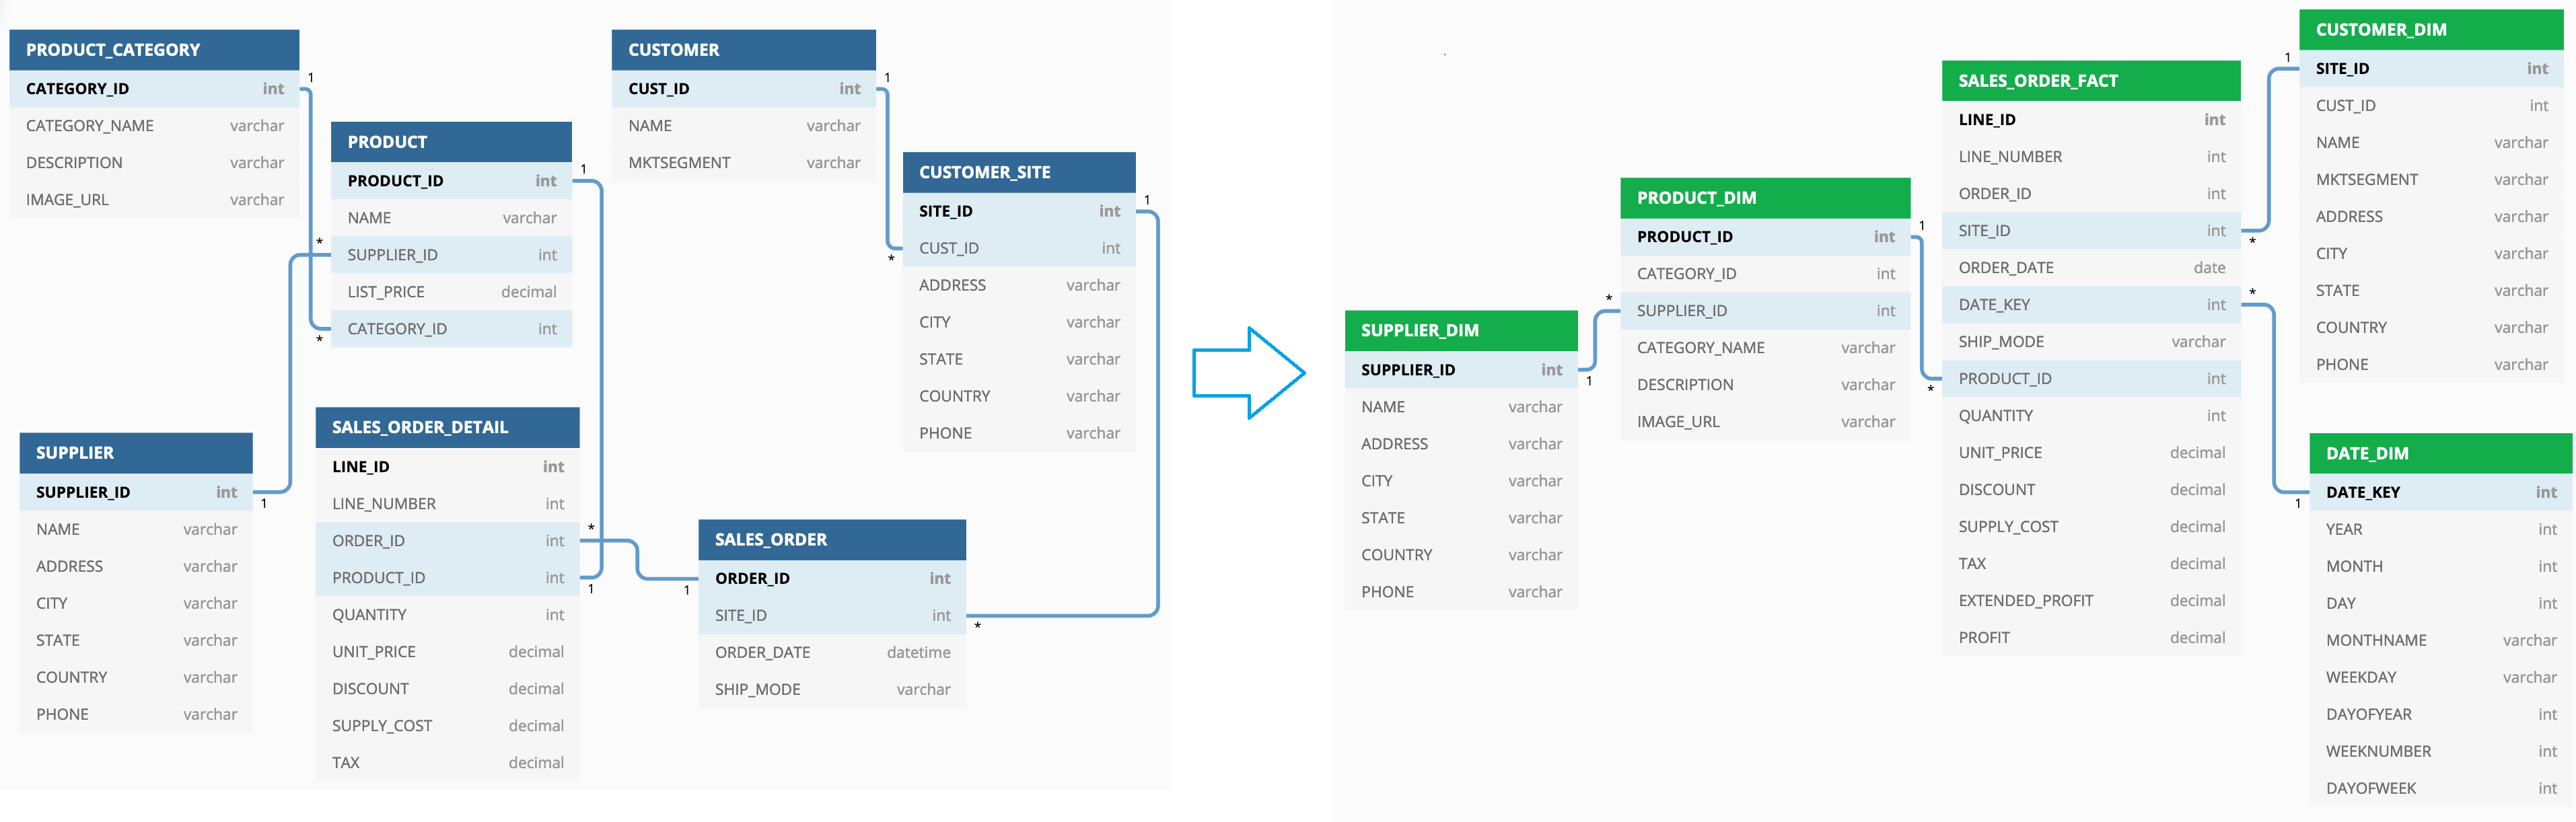 PRODUCT_CATEGORY
CATEGORY_ID int
CATEGORY_NAME varchar
DESCRIPTION varchar
IMAGE_URL varchar
1
*
PRODUCT
PRODUCT_ID int
NAME varchar
SUPPLIER_ID int
LIST_PRICE decimal
CATEGORY_ID int
1
*
CUSTOMER
CUST_ID int
NAME varchar
MKTSEGMENT varchar
1
*
CUSTOMER_SITE
SITE_ID int
CUST_ID int
ADDRESS varchar
CITY varchar
STATE varchar
COUNTRY varchar
PHONE varchar
1
SUPPLIER
SUPPLIER_ID int
NAME varchar
ADDRESS varchar
CITY varchar
STATE varchar
COUNTRY varchar
PHONE varchar
1
SALES_ORDER_DETAIL
LINE_ID int
LINE_NUMBER int
ORDER_ID int
PRODUCT_ID int
QUANTITY int
UNIT_PRICE decimal
DISCOUNT decimal
SUPPLY_COST decimal
TAX decimal
*
1
SALES_ORDER
ORDER_ID int
SITE_ID int
ORDER_DATE datetime
SHIP_MODE varchar
1
*
SUPPLIER_DIM
SUPPLIER_ID int
NAME varchar
ADDRESS varchar
CITY varchar
STATE varchar
COUNTRY varchar
PHONE varchar
1
*
PRODUCT_DIM
PRODUCT_ID int
CATEGORY_ID int
SUPPLIER_ID int
CATEGORY_NAME varchar
DESCRIPTION varchar
IMAGE_URL varchar
1
*
SALES_ORDER_FACT
LINE_ID int
LINE_NUMBER int
ORDER_ID int
SITE_ID int
ORDER_DATE date
DATE_KEY int
SHIP_MODE varchar
PRODUCT_ID int
QUANTITY int
UNIT_PRICE decimal
DISCOUNT decimal
SUPPLY_COST decimal
TAX decimal
EXTENDED_PROFIT decimal
PROFIT decimal
*
*
CUSTOMER_DIM
SITE_ID int
CUST_ID int
NAME varchar
MKTSEGMENT varchar
ADDRESS varchar
CITY varchar
STATE varchar
COUNTRY varchar
PHONE varchar
1
DATE_DIM
DATE_KEY int
YEAR int
MONTH int
DAY int
MONTHNAME varchar
WEEKDAY varchar
DAYOFYEAR int
WEEKNUMBER int
DAYOFWEEK int
1